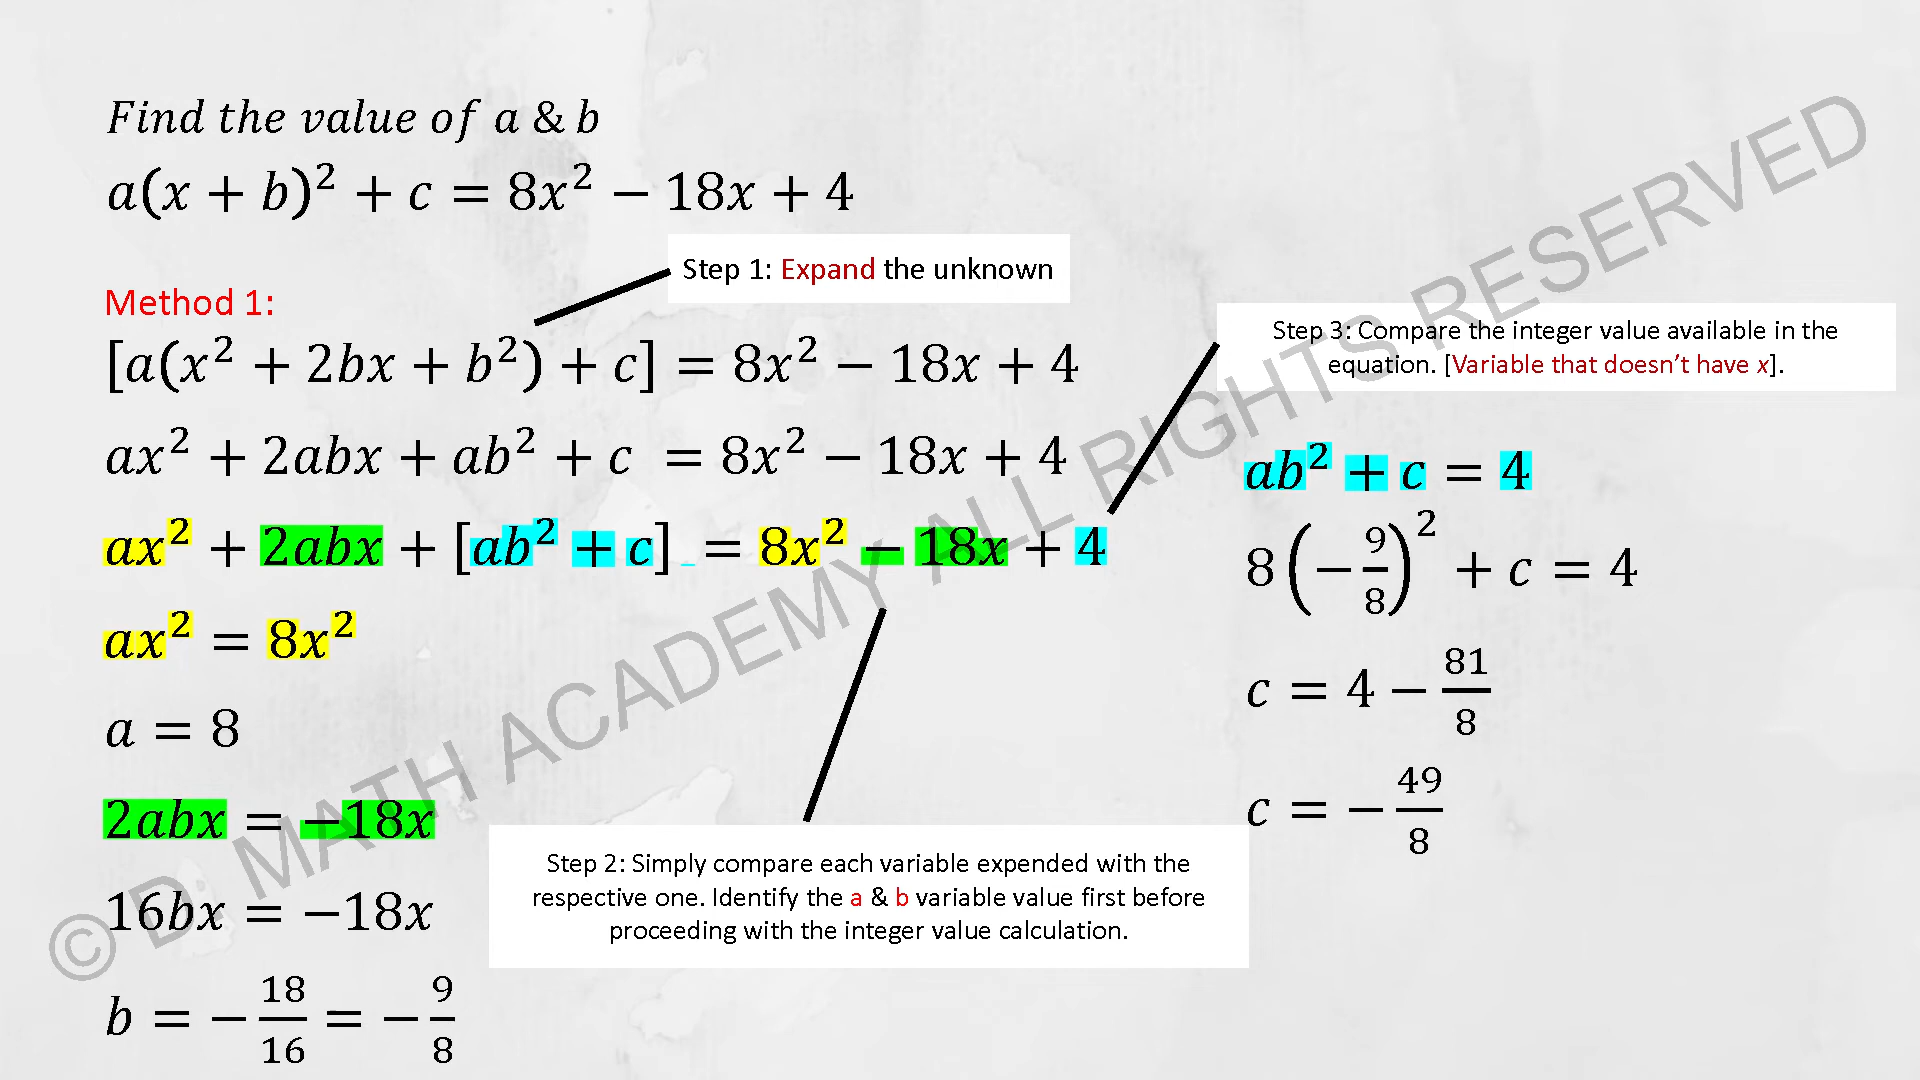 Find the value of a & b
a(x + b)² + c = 8x² − 18x + 4
Step 1: Expand the unknown
Method 1:
[a(x² + 2bx + b²) + c] = 8x² − 18x + 4
ax² + 2abx + ab² + c = 8x² − 18x + 4
ax² + 2abx + [ab² + c] = 8x² − 18x + 4
ax² = 8x²
a = 8
2abx = −18x
16bx = −18x
b = −18/16 = −9/8
Step 2: Simply compare each variable expended with the
respective one. Identify the a & b variable value first before
proceeding with the integer value calculation.
Step 3: Compare the integer value available in the
equation. [Variable that doesn’t have x].
ab² + c = 4
8(−9/8)² + c = 4
c = 4 − 81/8
c = −49/8
© D' MATH ACADEMY ALL RIGHTS RESERVED